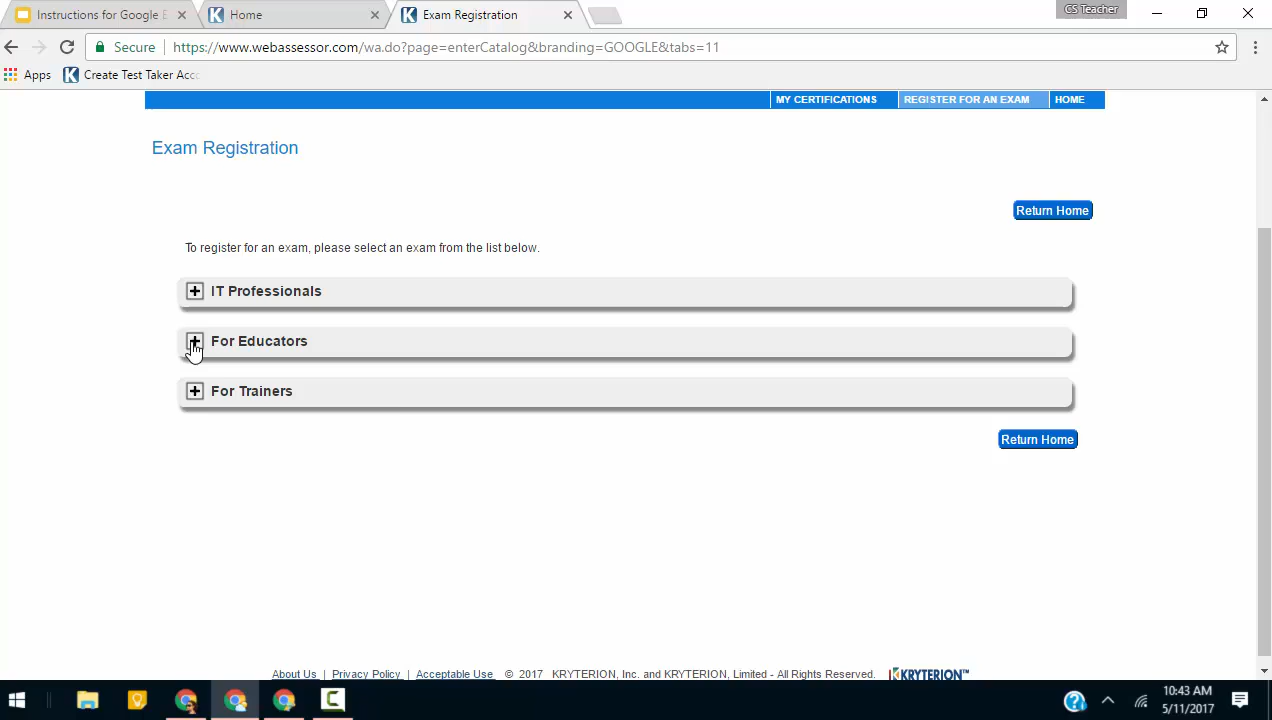 Instructions for Google E
Home
Exam Registration
CS Teacher
Secure
https://www.webassessor.com/wa.do?page=enterCatalog&branding=GOOGLE&tabs=11
Apps
Create Test Taker Acc
MY CERTIFICATIONS
REGISTER FOR AN EXAM
HOME
Exam Registration
Return Home
To register for an exam, please select an exam from the list below.
IT Professionals
For Educators
For Trainers
Return Home
About Us | Privacy Policy | Acceptable Use © 2017 KRYTERION, Inc. and KRYTERION, Limited - All Rights Reserved. KRYTERION™
10:43 AM
5/11/2017